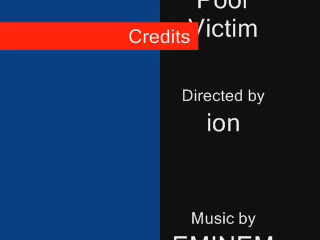 Poor
Victim
Credits
Directed by
ion
Music by
EMINEM